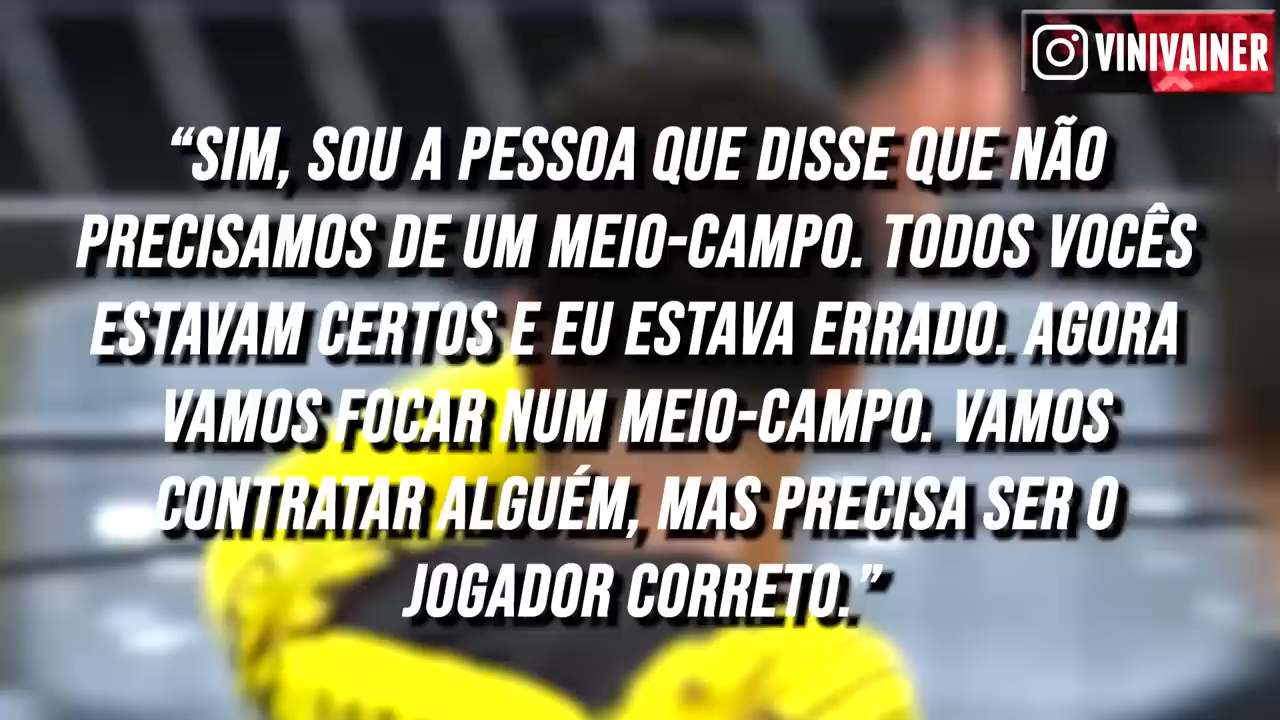 VINIVAINER
“SIM, SOU A PESSOA QUE DISSE QUE NÃO
PRECISAMOS DE UM MEIO-CAMPO. TODOS VOCÊS
ESTAVAM CERTOS E EU ESTAVA ERRADO. AGORA
VAMOS FOCAR NUM MEIO-CAMPO. VAMOS
CONTRATAR ALGUÉM, MAS PRECISA SER O
JOGADOR CORRETO.”